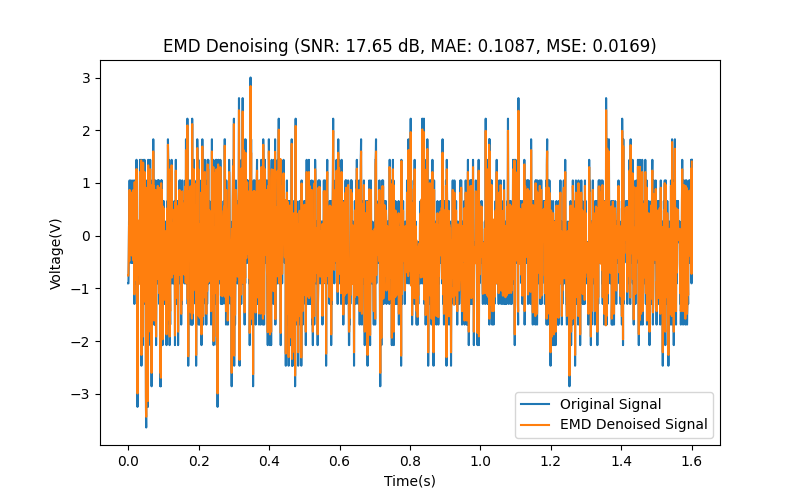 EMD Denoising (SNR: 17.65 dB, MAE: 0.1087, MSE: 0.0169)
3
2
1
0
−1
−2
−3
Voltage(V)
Original Signal
EMD Denoised Signal
0.0 0.2 0.4 0.6 0.8 1.0 1.2 1.4 1.6
Time(s)